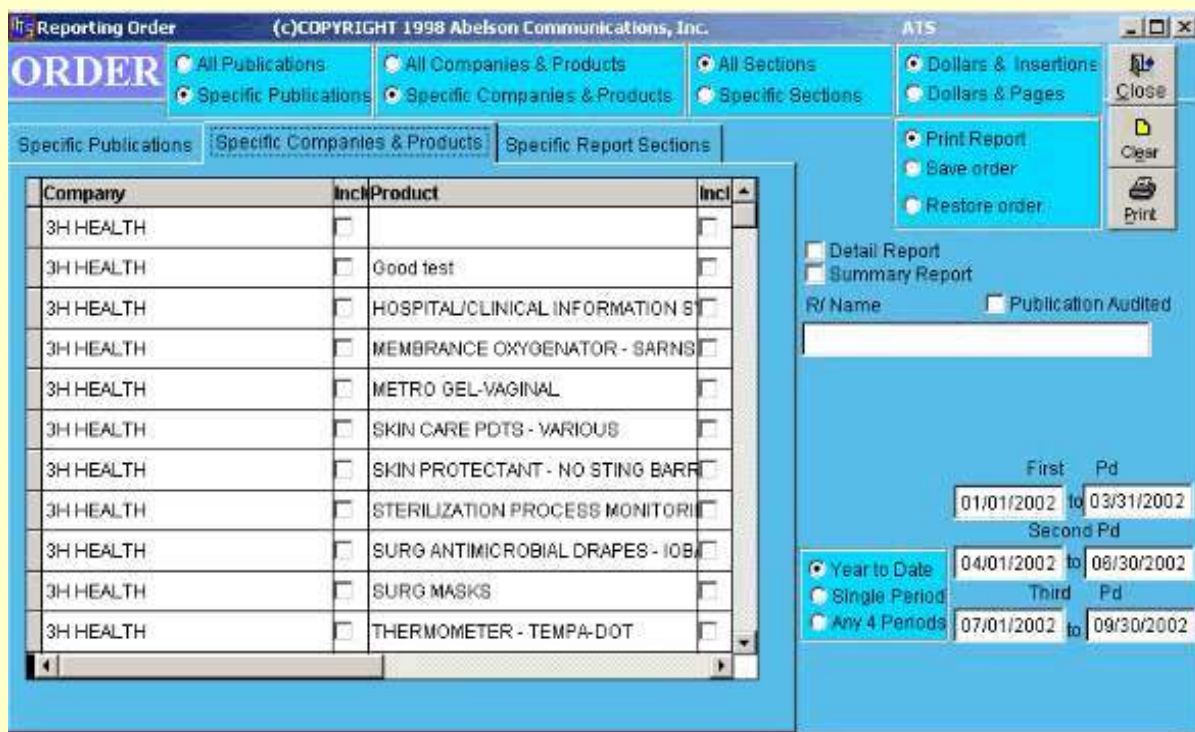 Reporting Order (c)COPYRIGHT 1998 Abelson Communications, Inc. ATS
ORDER
All Publications
Specific Publications
All Companies & Products
Specific Companies & Products
All Sections
Specific Sections
Dollars & Insertions
Dollars & Pages
Close
Clear
Print
Print Report
Save order
Restore order
Specific Publications Specific Companies & Products Specific Report Sections
Company Incl Product Incl
3H HEALTH
3H HEALTH Good test
3H HEALTH HOSPITAL/CLINICAL INFORMATION SY
3H HEALTH MEMBRANCE OXYGENATOR - SARNS
3H HEALTH METRO GEL-VAGINAL
3H HEALTH SKIN CARE PDTS - VARIOUS
3H HEALTH SKIN PROTECTANT - NO STING BARR
3H HEALTH STERILIZATION PROCESS MONITORI
3H HEALTH SURG ANTIMICROBIAL DRAPES - IOBA
3H HEALTH SURG MASKS
3H HEALTH THERMOMETER - TEMPA-DOT
Detail Report
Summary Report
R/ Name Publication Audited
First Pd
01/01/2002 to 03/31/2002
Second Pd
04/01/2002 to 06/30/2002
Third Pd
07/01/2002 to 09/30/2002
Year to Date
Single Period
Any 4 Periods